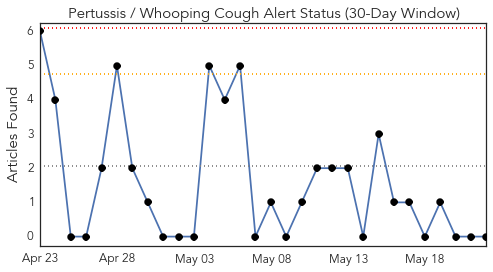 Pertussis / Whooping Cough Alert Status (30-Day Window)
Articles Found
6
5
4
3
2
1
0
Apr 23
Apr 28
May 03
May 08
May 13
May 18